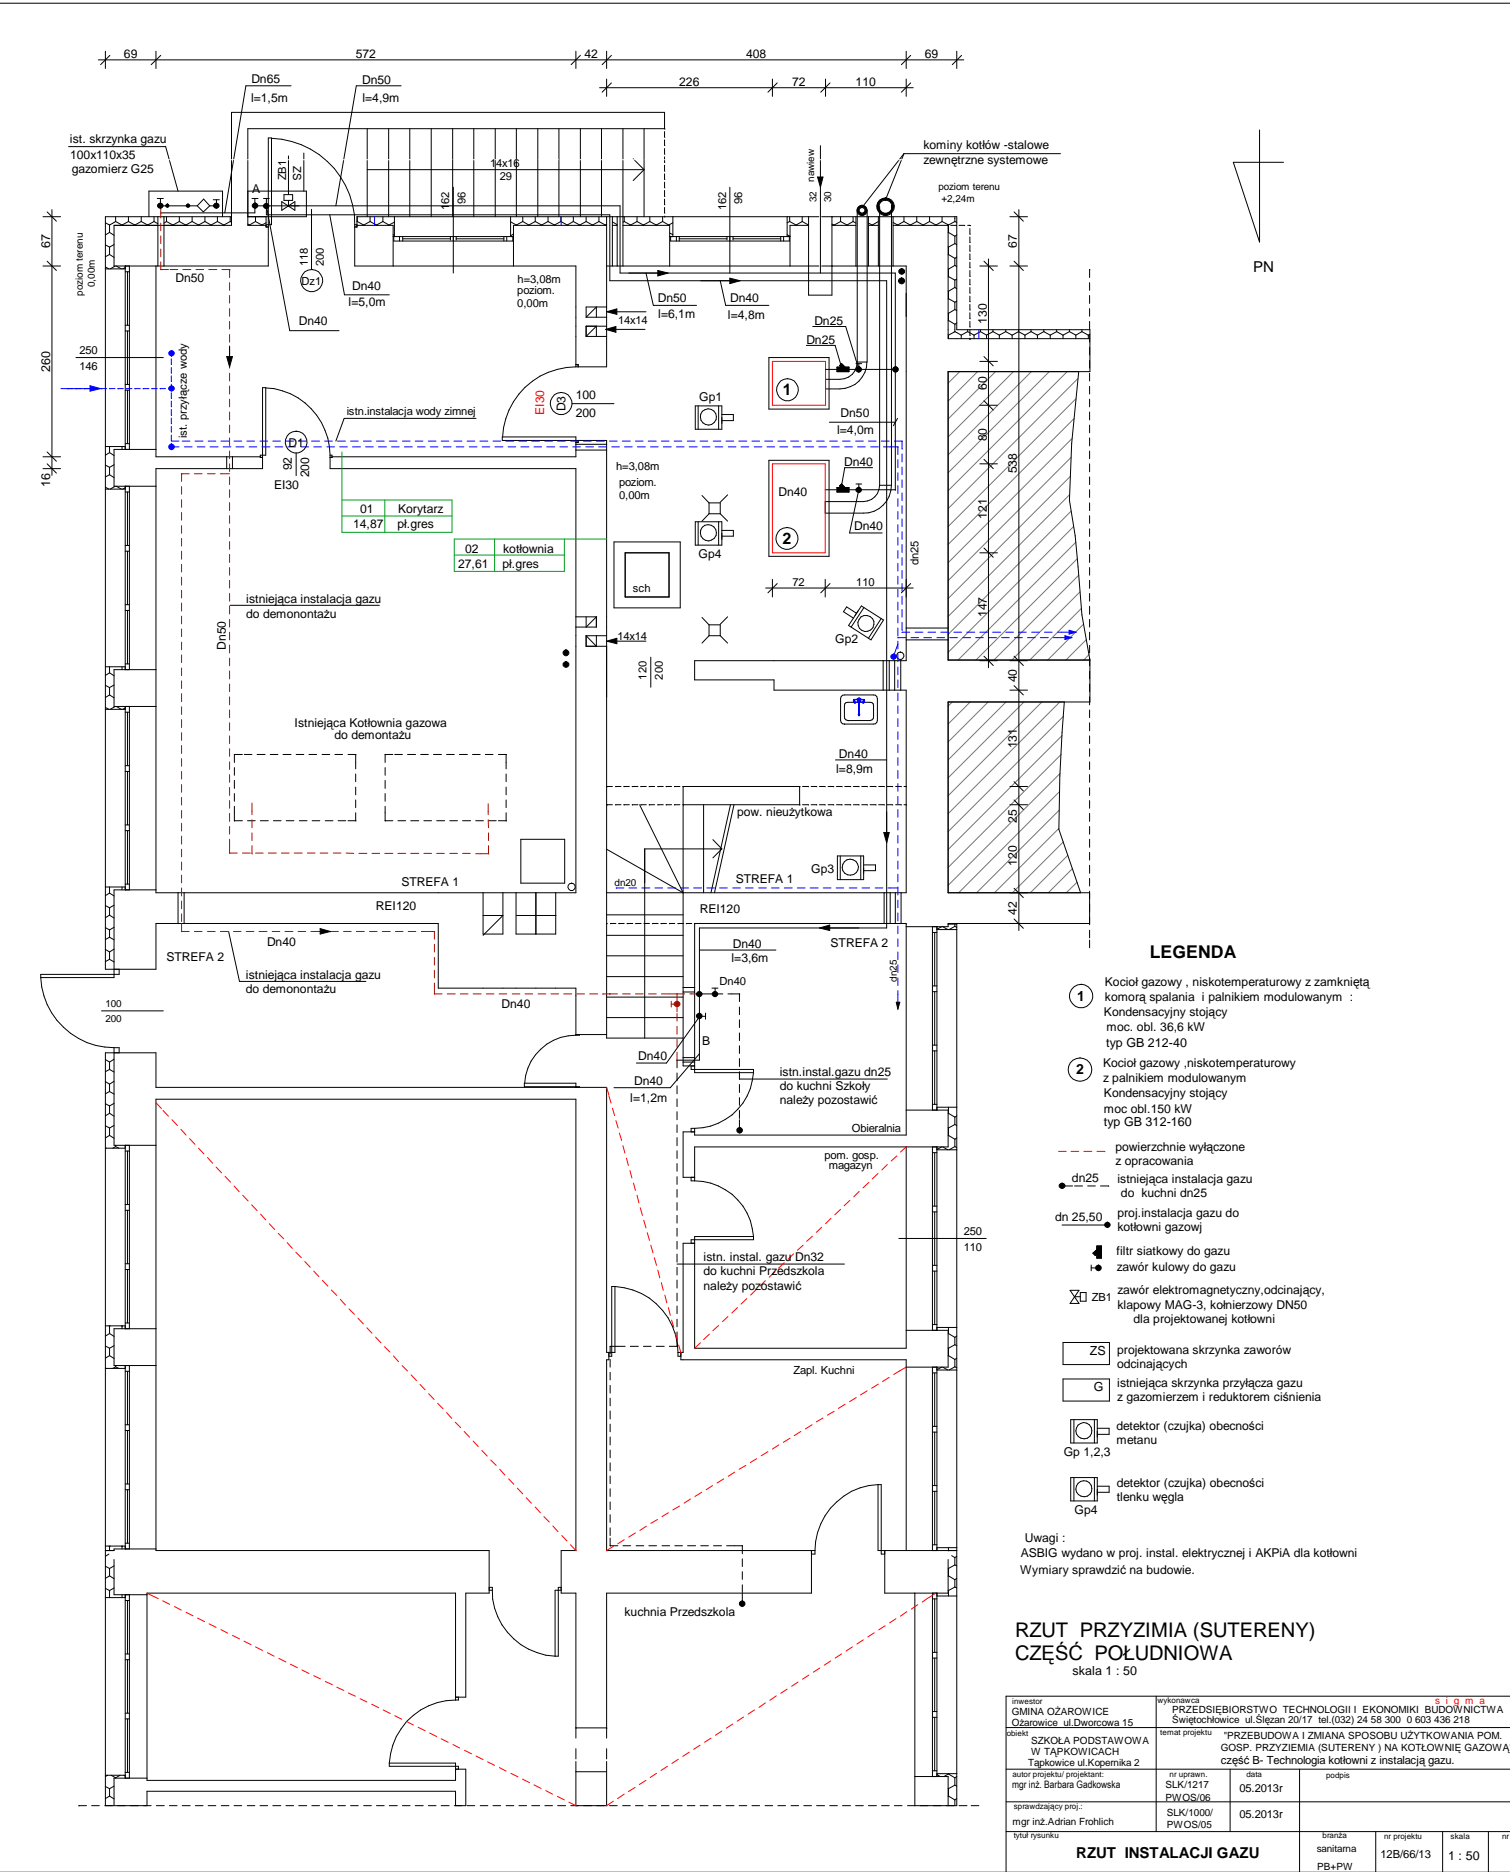 69
572
42
408
69
226
72
110
Dn65
l=1,5m
Dn50
l=4,9m
ist. skrzynka gazu
100x110x35
gazomierz G25
A
ZB1
SZ
14x16
29
162
96
162
96
nawiew
32
30
kominy kotłów -stalowe
zewnętrzne systemowe
poziom terenu
+2,24m
PN
67
260
16
poziom terenu
0,00m
250
146
Dn50
118
200
Dz1
Dn40
l=5,0m
Dn40
h=3,08m
poziom.
0,00m
14x14
Dn50
l=6,1m
Dn40
l=4,8m
Dn25
Dn25
1
Dn50
l=4,0m
Gp1
ist. przyłącze wody
istn.instalacja wody zimnej
EI30
D3
100
200
D1
92
200
EI30
01 Korytarz
14,87 pł.gres
02 kotłownia
27,61 pł.gres
h=3,08m
poziom.
0,00m
Dn40
Dn40
2
Dn40
Gp4
sch
72
110
dn25
Gp2
14x14
120
200
67
130
60
80
538
121
147
40
131
25
120
42
istniejąca instalacja gazu
do demonontażu
Dn50
Istniejąca Kotłownia gazowa
do demontażu
Dn40
l=8,9m
pow. nieużytkowa
Gp3
STREFA 1
STREFA 1
dn20
REI120
REI120
STREFA 2
STREFA 2
Dn40
istniejąca instalacja gazu
do demonontażu
Dn40
100
200
Dn40
l=3,6m
Dn40
dn25
B
Dn40
Dn40
l=1,2m
istn.instal.gazu dn25
do kuchni Szkoły
należy pozostawić
Obieralnia
pom. gosp.
magazyn
250
110
istn. instal. gazu Dn32
do kuchni Przedszkola
należy pozostawić
Zapl. Kuchni
kuchnia Przedszkola
LEGENDA
1
Kocioł gazowy , niskotemperaturowy z zamkniętą
komorą spalania i palnikiem modulowanym :
Kondensacyjny stojący
moc. obl. 36,6 kW
typ GB 212-40
2
Kocioł gazowy ,niskotemperaturowy
z palnikiem modulowanym
Kondensacyjny stojący
moc obl.150 kW
typ GB 312-160
powierzchnie wyłączone
z opracowania
dn25 istniejąca instalacja gazu
do kuchni dn25
dn 25,50 proj.instalacja gazu do
kotłowni gazowj
filtr siatkowy do gazu
zawór kulowy do gazu
ZB1 zawór elektromagnetyczny,odcinający,
klapowy MAG-3, kołnierzowy DN50
dla projektowanej kotłowni
ZS projektowana skrzynka zaworów
odcinających
G istniejąca skrzynka przyłącza gazu
z gazomierzem i reduktorem ciśnienia
detektor (czujka) obecności
metanu
Gp 1,2,3
detektor (czujka) obecności
tlenku węgla
Gp4
Uwagi :
ASBIG wydano w proj. instal. elektrycznej i AKPiA dla kotłowni
Wymiary sprawdzić na budowie.
RZUT PRZYZIMIA (SUTERENY)
CZĘŚĆ POŁUDNIOWA
skala 1 : 50
inwestor
GMINA OŻAROWICE
Ożarowice ul.Dworcowa 15
wykonawca
sigma
PRZEDSIĘBIORSTWO TECHNOLOGII I EKONOMIKI BUDOWNICTWA
Świętochłowice ul.Ślęzan 20/17 tel.(032) 24 58 300 0 603 436 218
obiekt
SZKOŁA PODSTAWOWA
W TĄPKOWICACH
Tąpkowice ul.Kopernika 2
temat projektu
"PRZEBUDOWA I ZMIANA SPOSOBU UŻYTKOWANIA POM.
GOSP. PRZYZIEMIA (SUTERENY ) NA KOTŁOWNIĘ GAZOWĄ
część B- Technologia kotłowni z instalacją gazu.
autor projektu/ projektant:
mgr inż. Barbara Gadkowska
nr uprawn.
SLK/1217
PWOS/06
data
05.2013r
podpis
sprawdzający proj.:
mgr inż.Adrian Frohlich
SLK/1000/
PWOS/05
05.2013r
tytuł rysunku
RZUT INSTALACJI GAZU
branża
sanitarna
PB+PW
nr projektu
12B/66/13
skala
1 : 50
nr